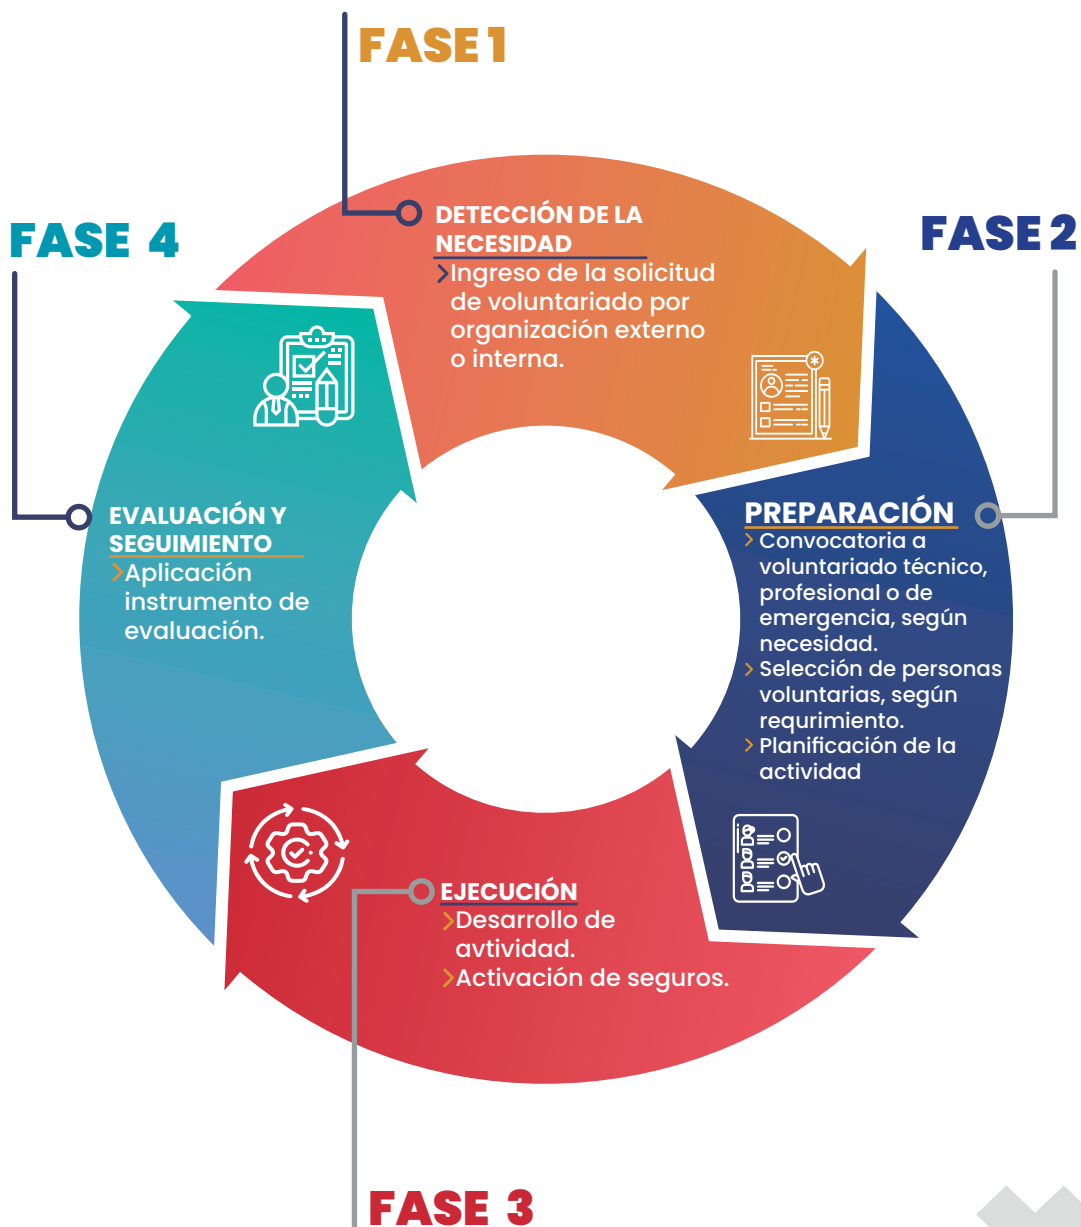 FASE 1
DETECCIÓN DE LA
NECESIDAD
Ingreso de la solicitud
de voluntariado por
organización externo
o interna.
FASE 2
PREPARACIÓN
Convocatoria a
voluntariado técnico,
profesional o de
emergencia, según
necesidad.
Selección de personas
voluntarias, según
requrimiento.
Planificación de la
actividad
FASE 3
EJECUCIÓN
Desarrollo de
avtividad.
Activación de seguros.
FASE 4
EVALUACIÓN Y
SEGUIMIENTO
Aplicación
instrumento de
evaluación.